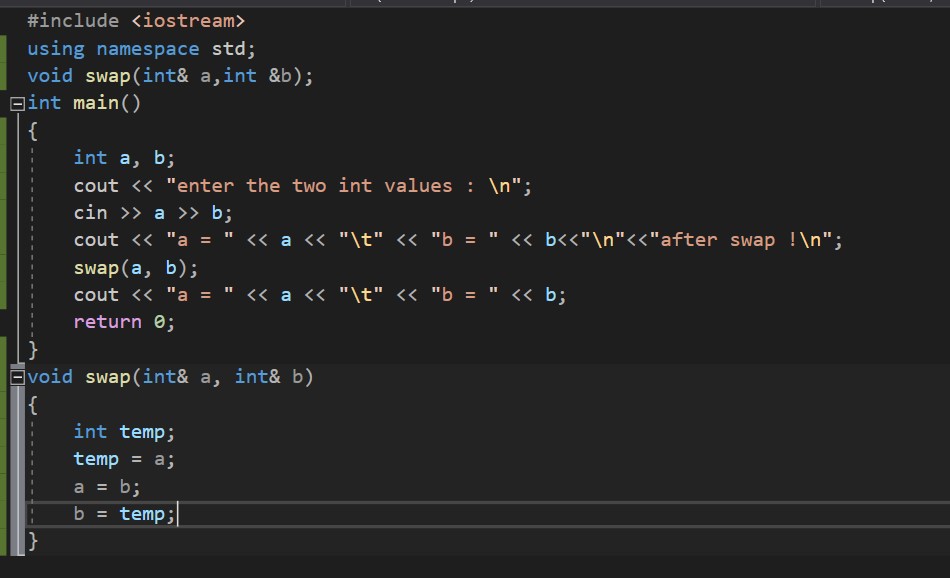 #include <iostream>
using namespace std;
void swap(int& a,int &b);
int main()
{
    int a, b;
    cout << "enter the two int values : \n";
    cin >> a >> b;
    cout << "a = " << a << "\t" << "b = " << b<<"\n"<<"after swap !\n";
    swap(a, b);
    cout << "a = " << a << "\t" << "b = " << b;
    return 0;
}
void swap(int& a, int& b)
{
    int temp;
    temp = a;
    a = b;
    b = temp;
}